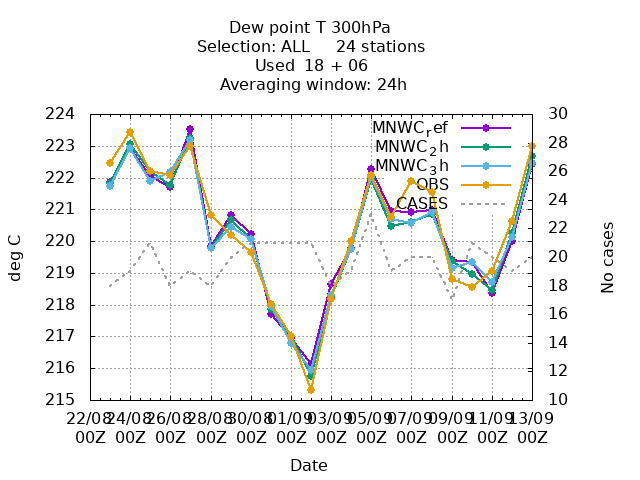 Dew point T 300hPa
Selection: ALL     24 stations
Used  18 + 06
Averaging window: 24h
224
223
222
221
220
219
218
217
216
215
deg C
30
28
26
24
22
20
18
16
14
12
10
No cases
MNWCref
MNWC2h
MNWC3h
OBS
CASES
22/08 24/08 26/08 28/08 30/08 01/09 03/09 05/09 07/09 09/09 11/09 13/09
00Z 00Z 00Z 00Z 00Z 00Z 00Z 00Z 00Z 00Z 00Z 00Z
Date